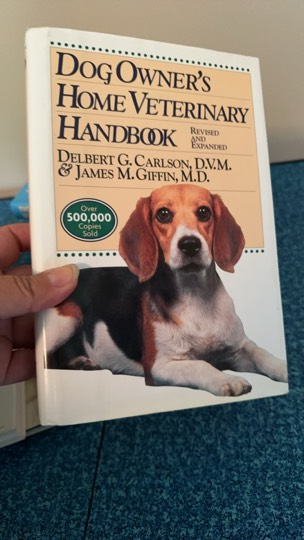 DOG OWNER'S
HOME VETERINARY
HANDBOOK
REVISED
AND
EXPANDED
DELBERT G. CARLSON, D.V.M.
& JAMES M. GIFFIN, M.D.
Over
500,000
Copies
Sold